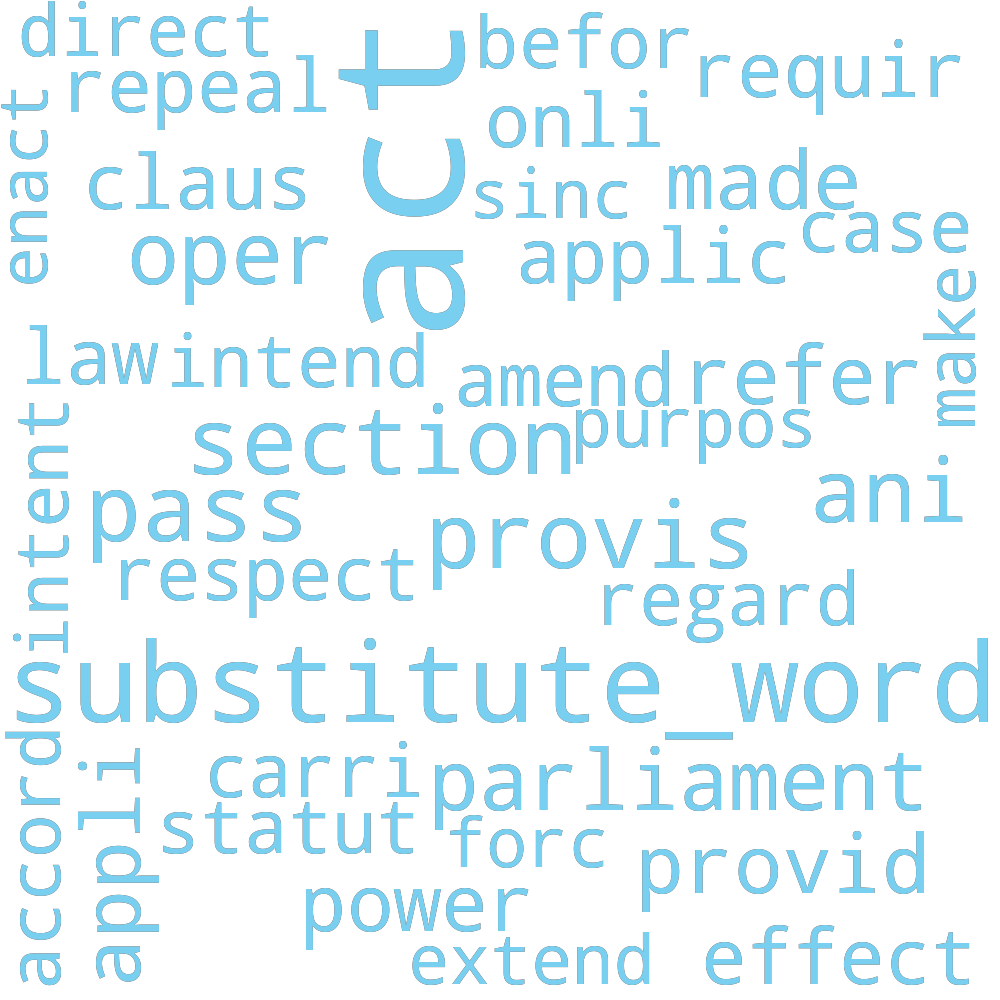 direct
befor
repeal
requir
act
enact
onli
claus
sinc
made
case
oper
applic
make
law
intend
amend
refer
purpos
section
intent
pass
ani
provis
respect
regard
substitute_word
accord
appli
carri
parliament
statut
forc
provid
power
extend
effect